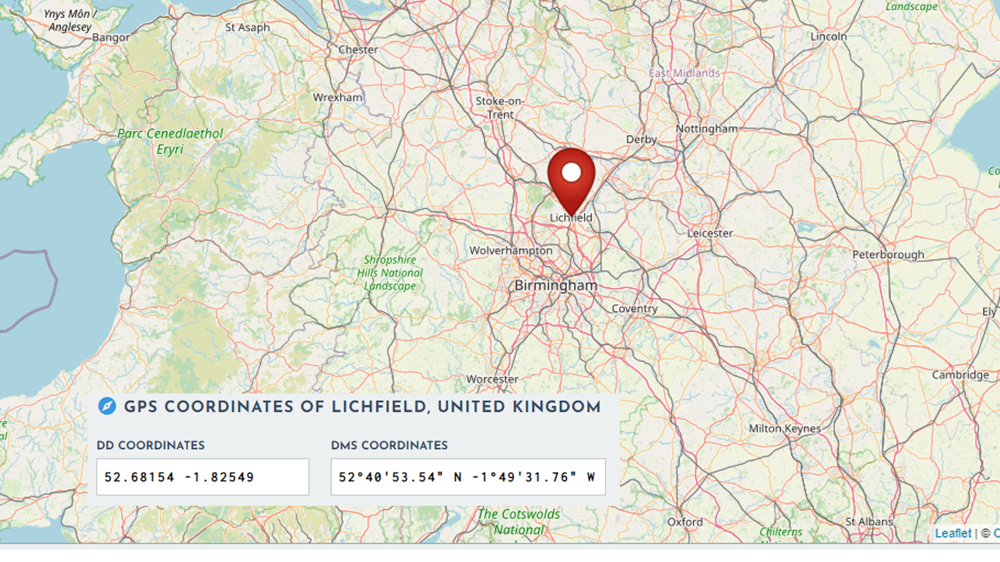 Landscape
Ynys Môn /
Anglesey
St Asaph
Bangor
Lincoln
Chester
East Midlands
Wrexham
Stoke-on-
Trent
Nottingham
Parc Cenedlaethol
Eryri
Derby
Lichfield
Leicester
Wolverhampton
Peterborough
Shropshire
Hills National
Landscape
Birmingham
Coventry
Ely
Cambridge
Worcester
GPS COORDINATES OF LICHFIELD, UNITED KINGDOM
Milton Keynes
DD COORDINATES
DMS COORDINATES
52.68154 -1.82549
52°40'53.54" N -1°49'31.76" W
The Cotswolds
National
Oxford
St Albans
Chilterns
Leaflet | ©